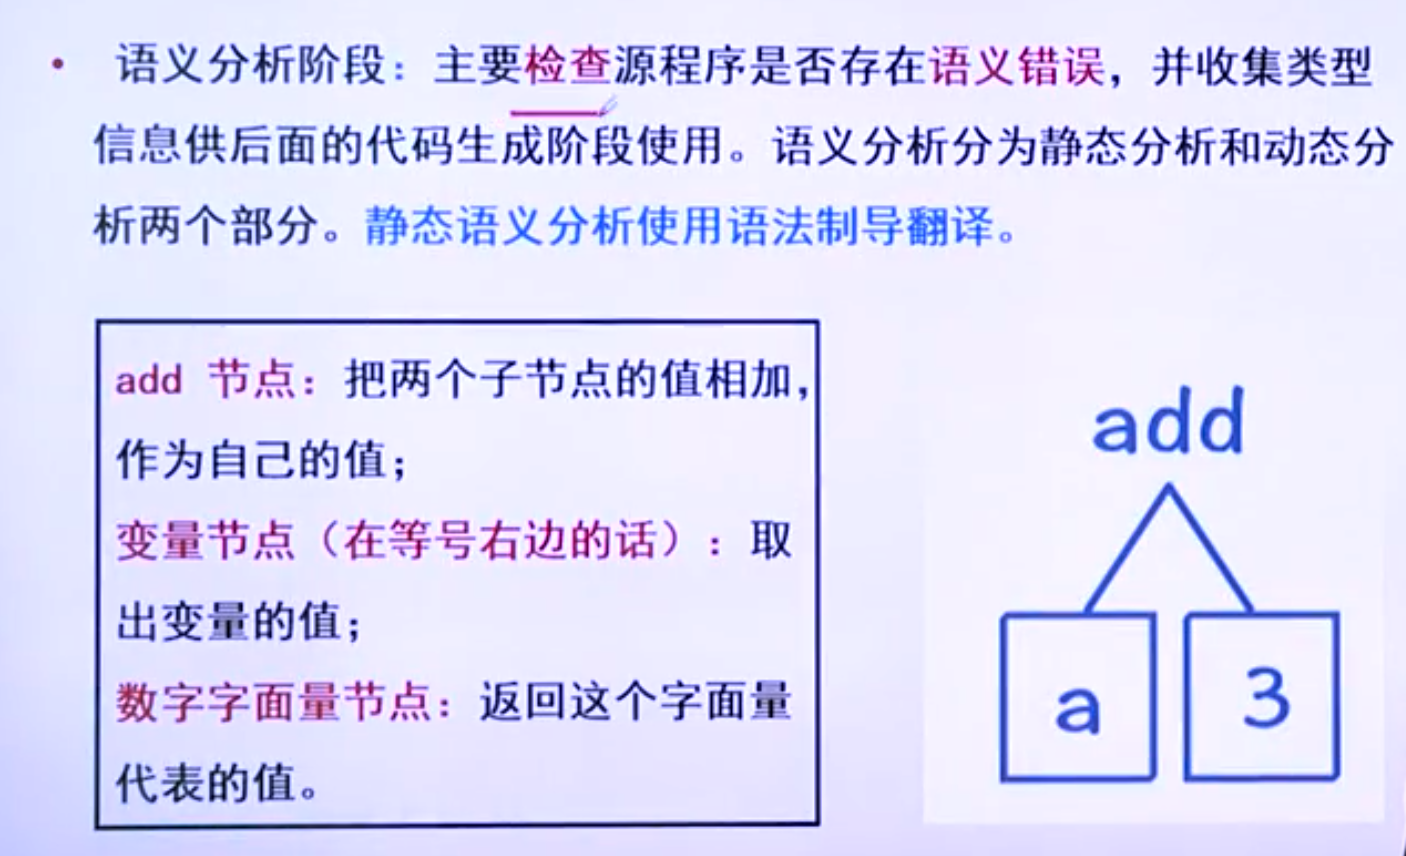 • 语义分析阶段：主要检查源程序是否存在语义错误，并收集类型
信息供后面的代码生成阶段使用。语义分析分为静态分析和动态分
析两个部分。静态语义分析使用语法制导翻译。
add 节点：把两个子节点的值相加，
作为自己的值；
变量节点（在等号右边的话）：取
出变量的值；
数字字面量节点：返回这个字面量
代表的值。
add
a
3